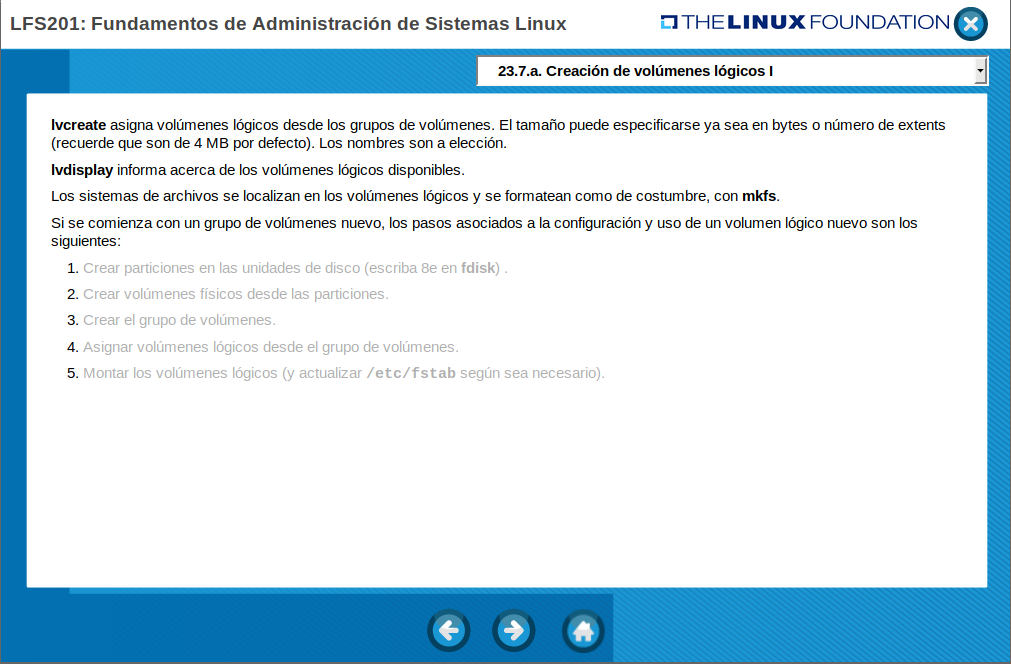 LFS201: Fundamentos de Administración de Sistemas Linux
THE LINUX FOUNDATION
23.7.a. Creación de volúmenes lógicos I
lvcreate asigna volúmenes lógicos desde los grupos de volúmenes. El tamaño puede especificarse ya sea en bytes o número de extents
(recuerde que son de 4 MB por defecto). Los nombres son a elección.
lvdisplay informa acerca de los volúmenes lógicos disponibles.
Los sistemas de archivos se localizan en los volúmenes lógicos y se formatean como de costumbre, con mkfs.
Si se comienza con un grupo de volúmenes nuevo, los pasos asociados a la configuración y uso de un volumen lógico nuevo son los
siguientes:
1. Crear particiones en las unidades de disco (escriba 8e en fdisk) .
2. Crear volúmenes físicos desde las particiones.
3. Crear el grupo de volúmenes.
4. Asignar volúmenes lógicos desde el grupo de volúmenes.
5. Montar los volúmenes lógicos (y actualizar /etc/fstab según sea necesario).